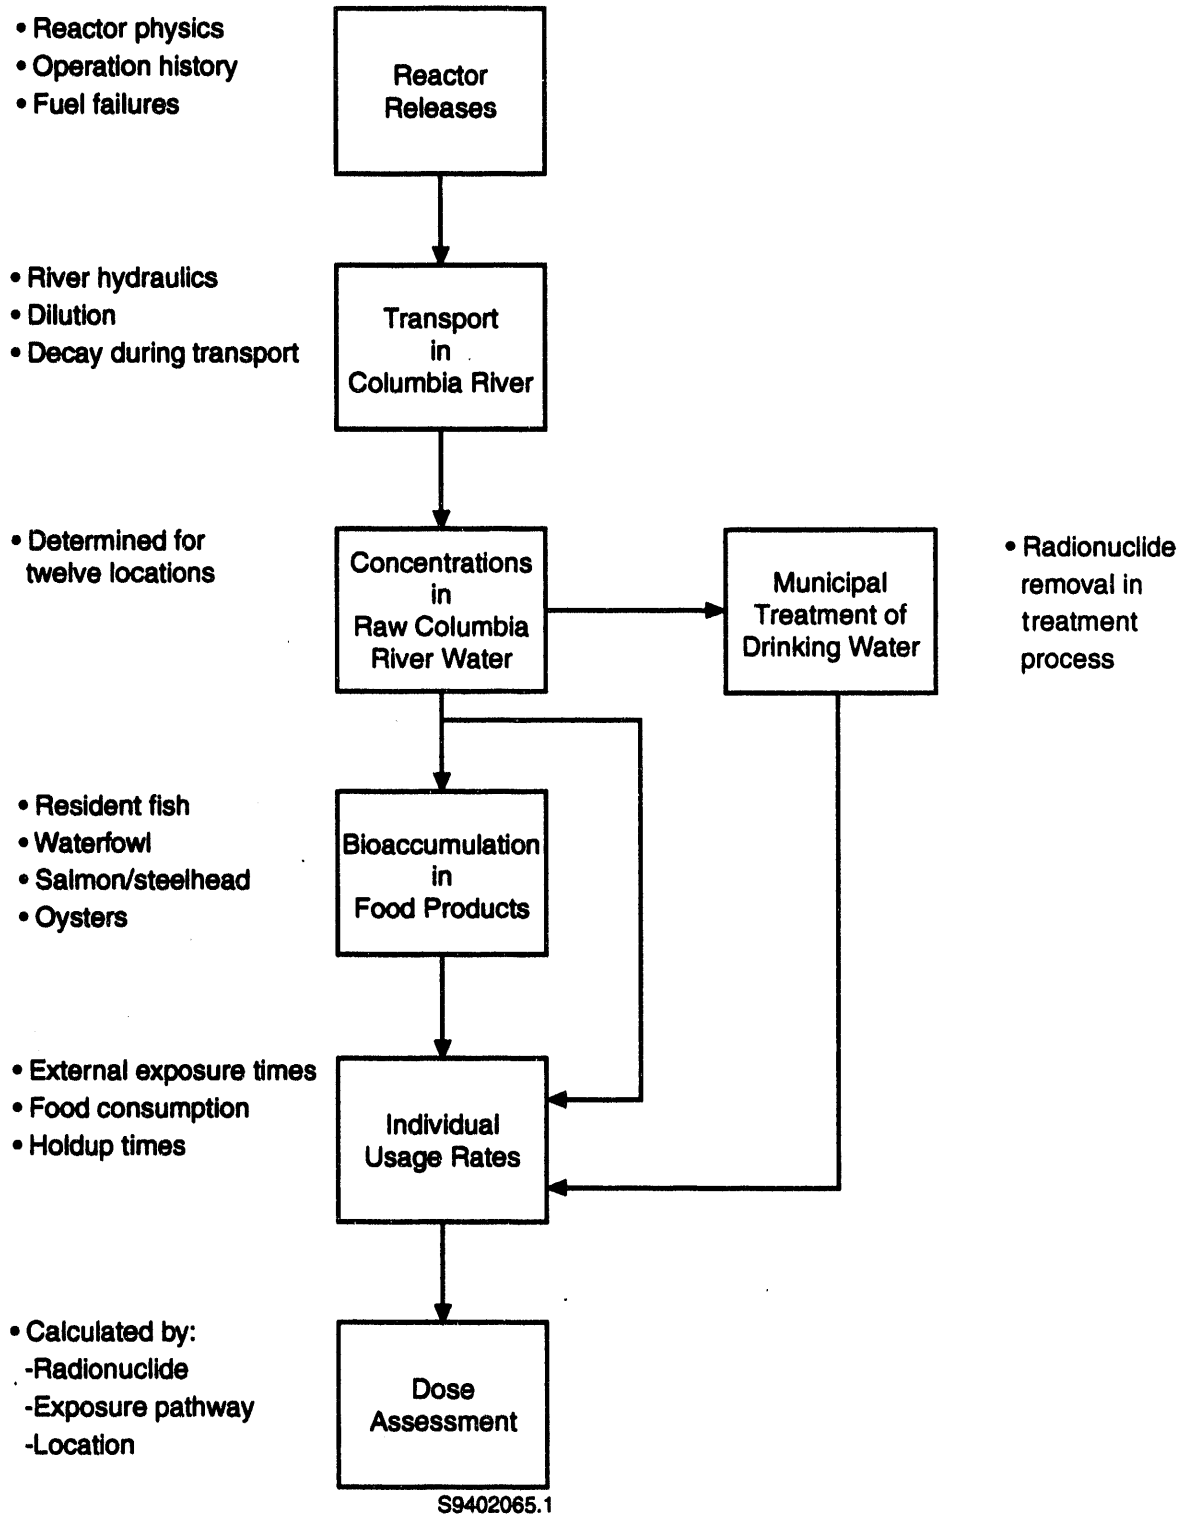 • Reactor physics
• Operation history
• Fuel failures
Reactor
Releases
• River hydraulics
• Dilution
• Decay during transport
Transport
in
Columbia River
• Determined for
twelve locations
Concentrations
in
Raw Columbia
River Water
Municipal
Treatment of
Drinking Water
• Radionuclide
removal in
treatment
process
• Resident fish
• Waterfowl
• Salmon/steelhead
• Oysters
Bioaccumulation
in
Food Products
• External exposure times
• Food consumption
• Holdup times
Individual
Usage Rates
• Calculated by:
-Radionuclide
-Exposure pathway
-Location
Dose
Assessment
S9402065.1